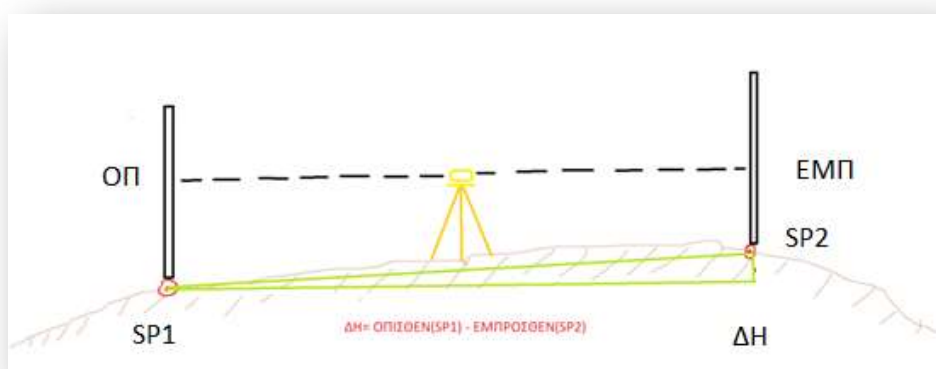 ΟΠ
ΕΜΠ
SP2
SP1
ΔΗ= ΟΠΙΣΘΕΝ(SP1) - ΕΜΠΡΟΣΘΕΝ(SP2)
ΔΗ